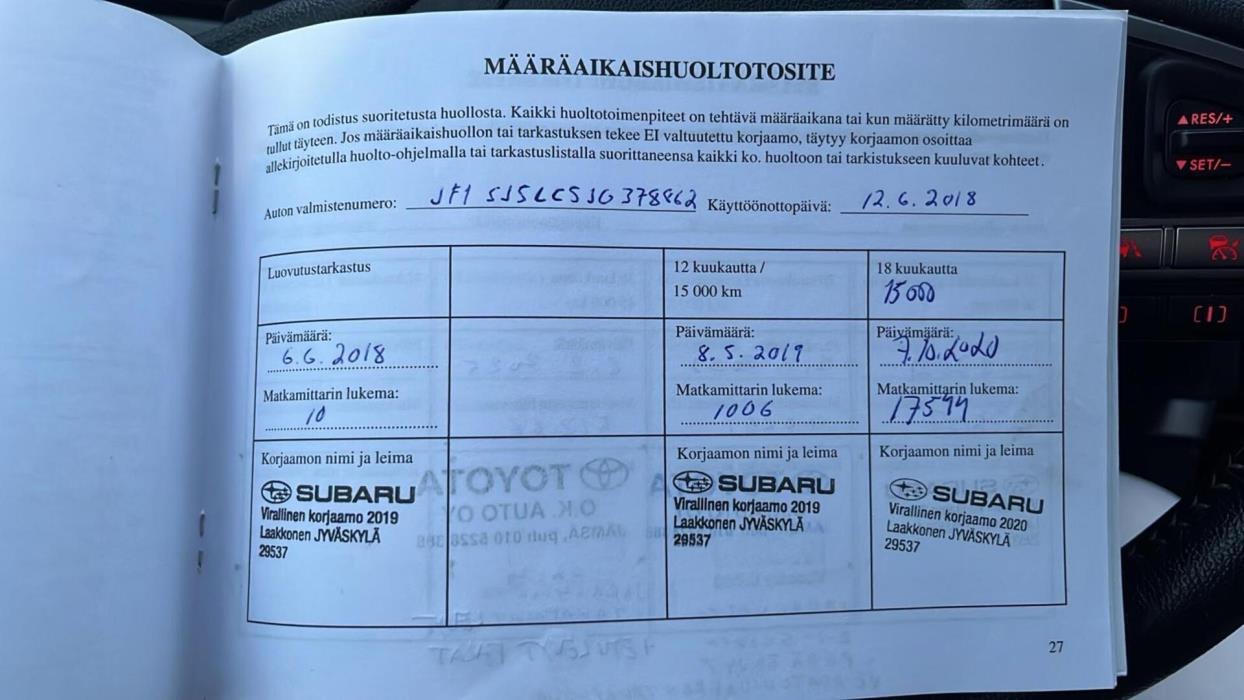 MÄÄRÄAIKAISHUOLTOTOSITE
Tämä on todistus suoritetusta huollosta. Kaikki huoltotoimenpiteet on tehtävä määräaikana tai kun määrätty kilometrimäärä on
tullut täyteen. Jos määräaikaishuollon tai tarkastuksen tekee EI valtuutettu korjaamo, täytyy korjaamon osoittaa
allekirjoitetulla huolto-ohjelmalla tai tarkastuslistalla suorittaneensa kaikki ko. huoltoon tai tarkistukseen kuuluvat kohteet.
Auton valmistenumero: Käyttöönottopäivä: 12.6.2018
Luovutustarkastus
12 kuukautta /
15 000 km
18 kuukautta
15000
Päivämäärä:
6.6.2018
Matkamittarin lukema:
10
Päivämäärä:
8.5.2019
Matkamittarin lukema:
1006
Päivämäärä:
7.10.2020
Matkamittarin lukema:
Korjaamon nimi ja leima
SUBARU
Virallinen korjaamo 2019
Laakkonen JYVÄSKYLÄ
29537
Korjaamon nimi ja leima
SUBARU
Virallinen korjaamo 2019
Laakkonen JYVÄSKYLÄ
29537
Korjaamon nimi ja leima
SUBARU
Virallinen korjaamo 2020
Laakkonen JYVÄSKYLÄ
29537
27
RES/+
SET/–